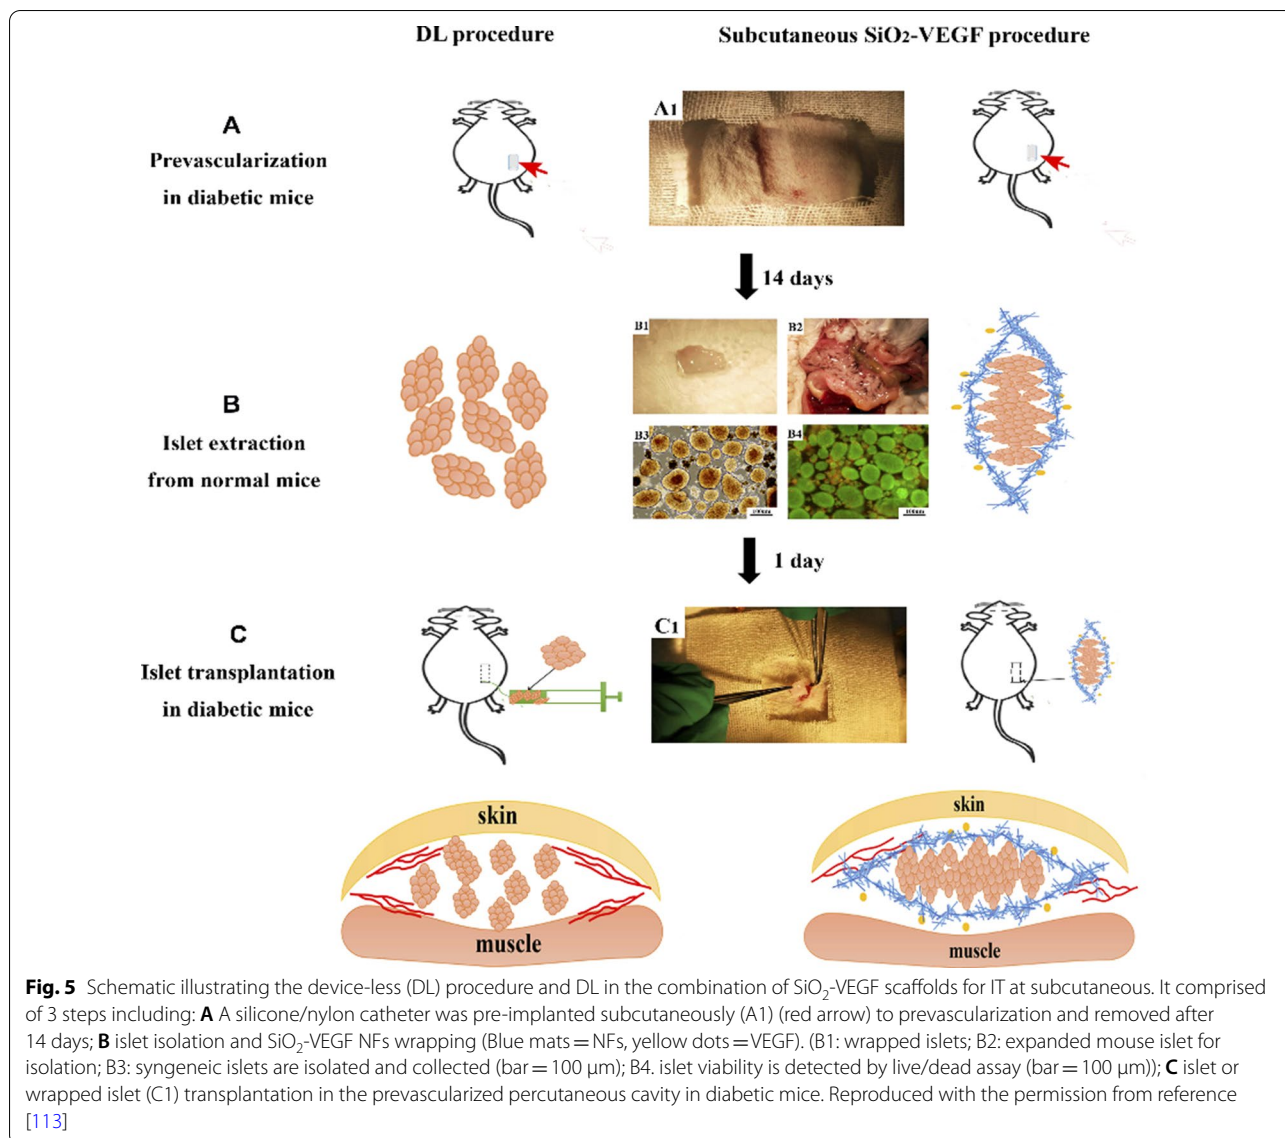 DL procedure
Subcutaneous SiO2-VEGF procedure
A
Prevascularization
in diabetic mice
A1
14 days
B
Islet extraction
from normal mice
B1
B2
B3
B4
100um
100um
1 day
C
Islet transplantation
in diabetic mice
C1
skin
muscle
skin
muscle
Fig. 5 Schematic illustrating the device-less (DL) procedure and DL in the combination of SiO2-VEGF scaffolds for IT at subcutaneous. It comprised
of 3 steps including: A A silicone/nylon catheter was pre-implanted subcutaneously (A1) (red arrow) to prevascularization and removed after
14 days; B islet isolation and SiO2-VEGF NFs wrapping (Blue mats = NFs, yellow dots = VEGF). (B1: wrapped islets; B2: expanded mouse islet for
isolation; B3: syngeneic islets are isolated and collected (bar = 100 μm); B4. islet viability is detected by live/dead assay (bar = 100 μm)); C islet or
wrapped islet (C1) transplantation in the prevascularized percutaneous cavity in diabetic mice. Reproduced with the permission from reference
[113]